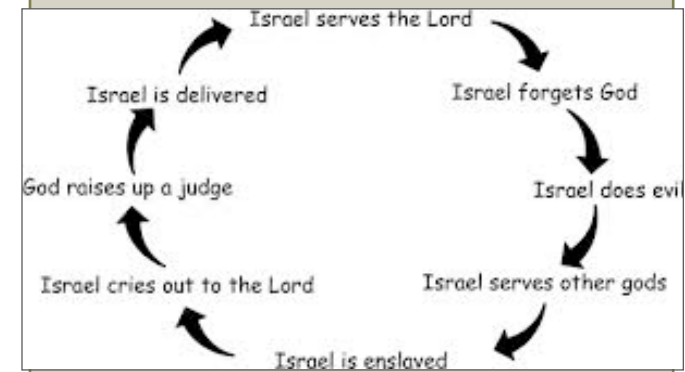 Israel serves the Lord
Israel forgets God
Israel does evil
Israel serves other gods
Israel is enslaved
Israel cries out to the Lord
God raises up a judge
Israel is delivered